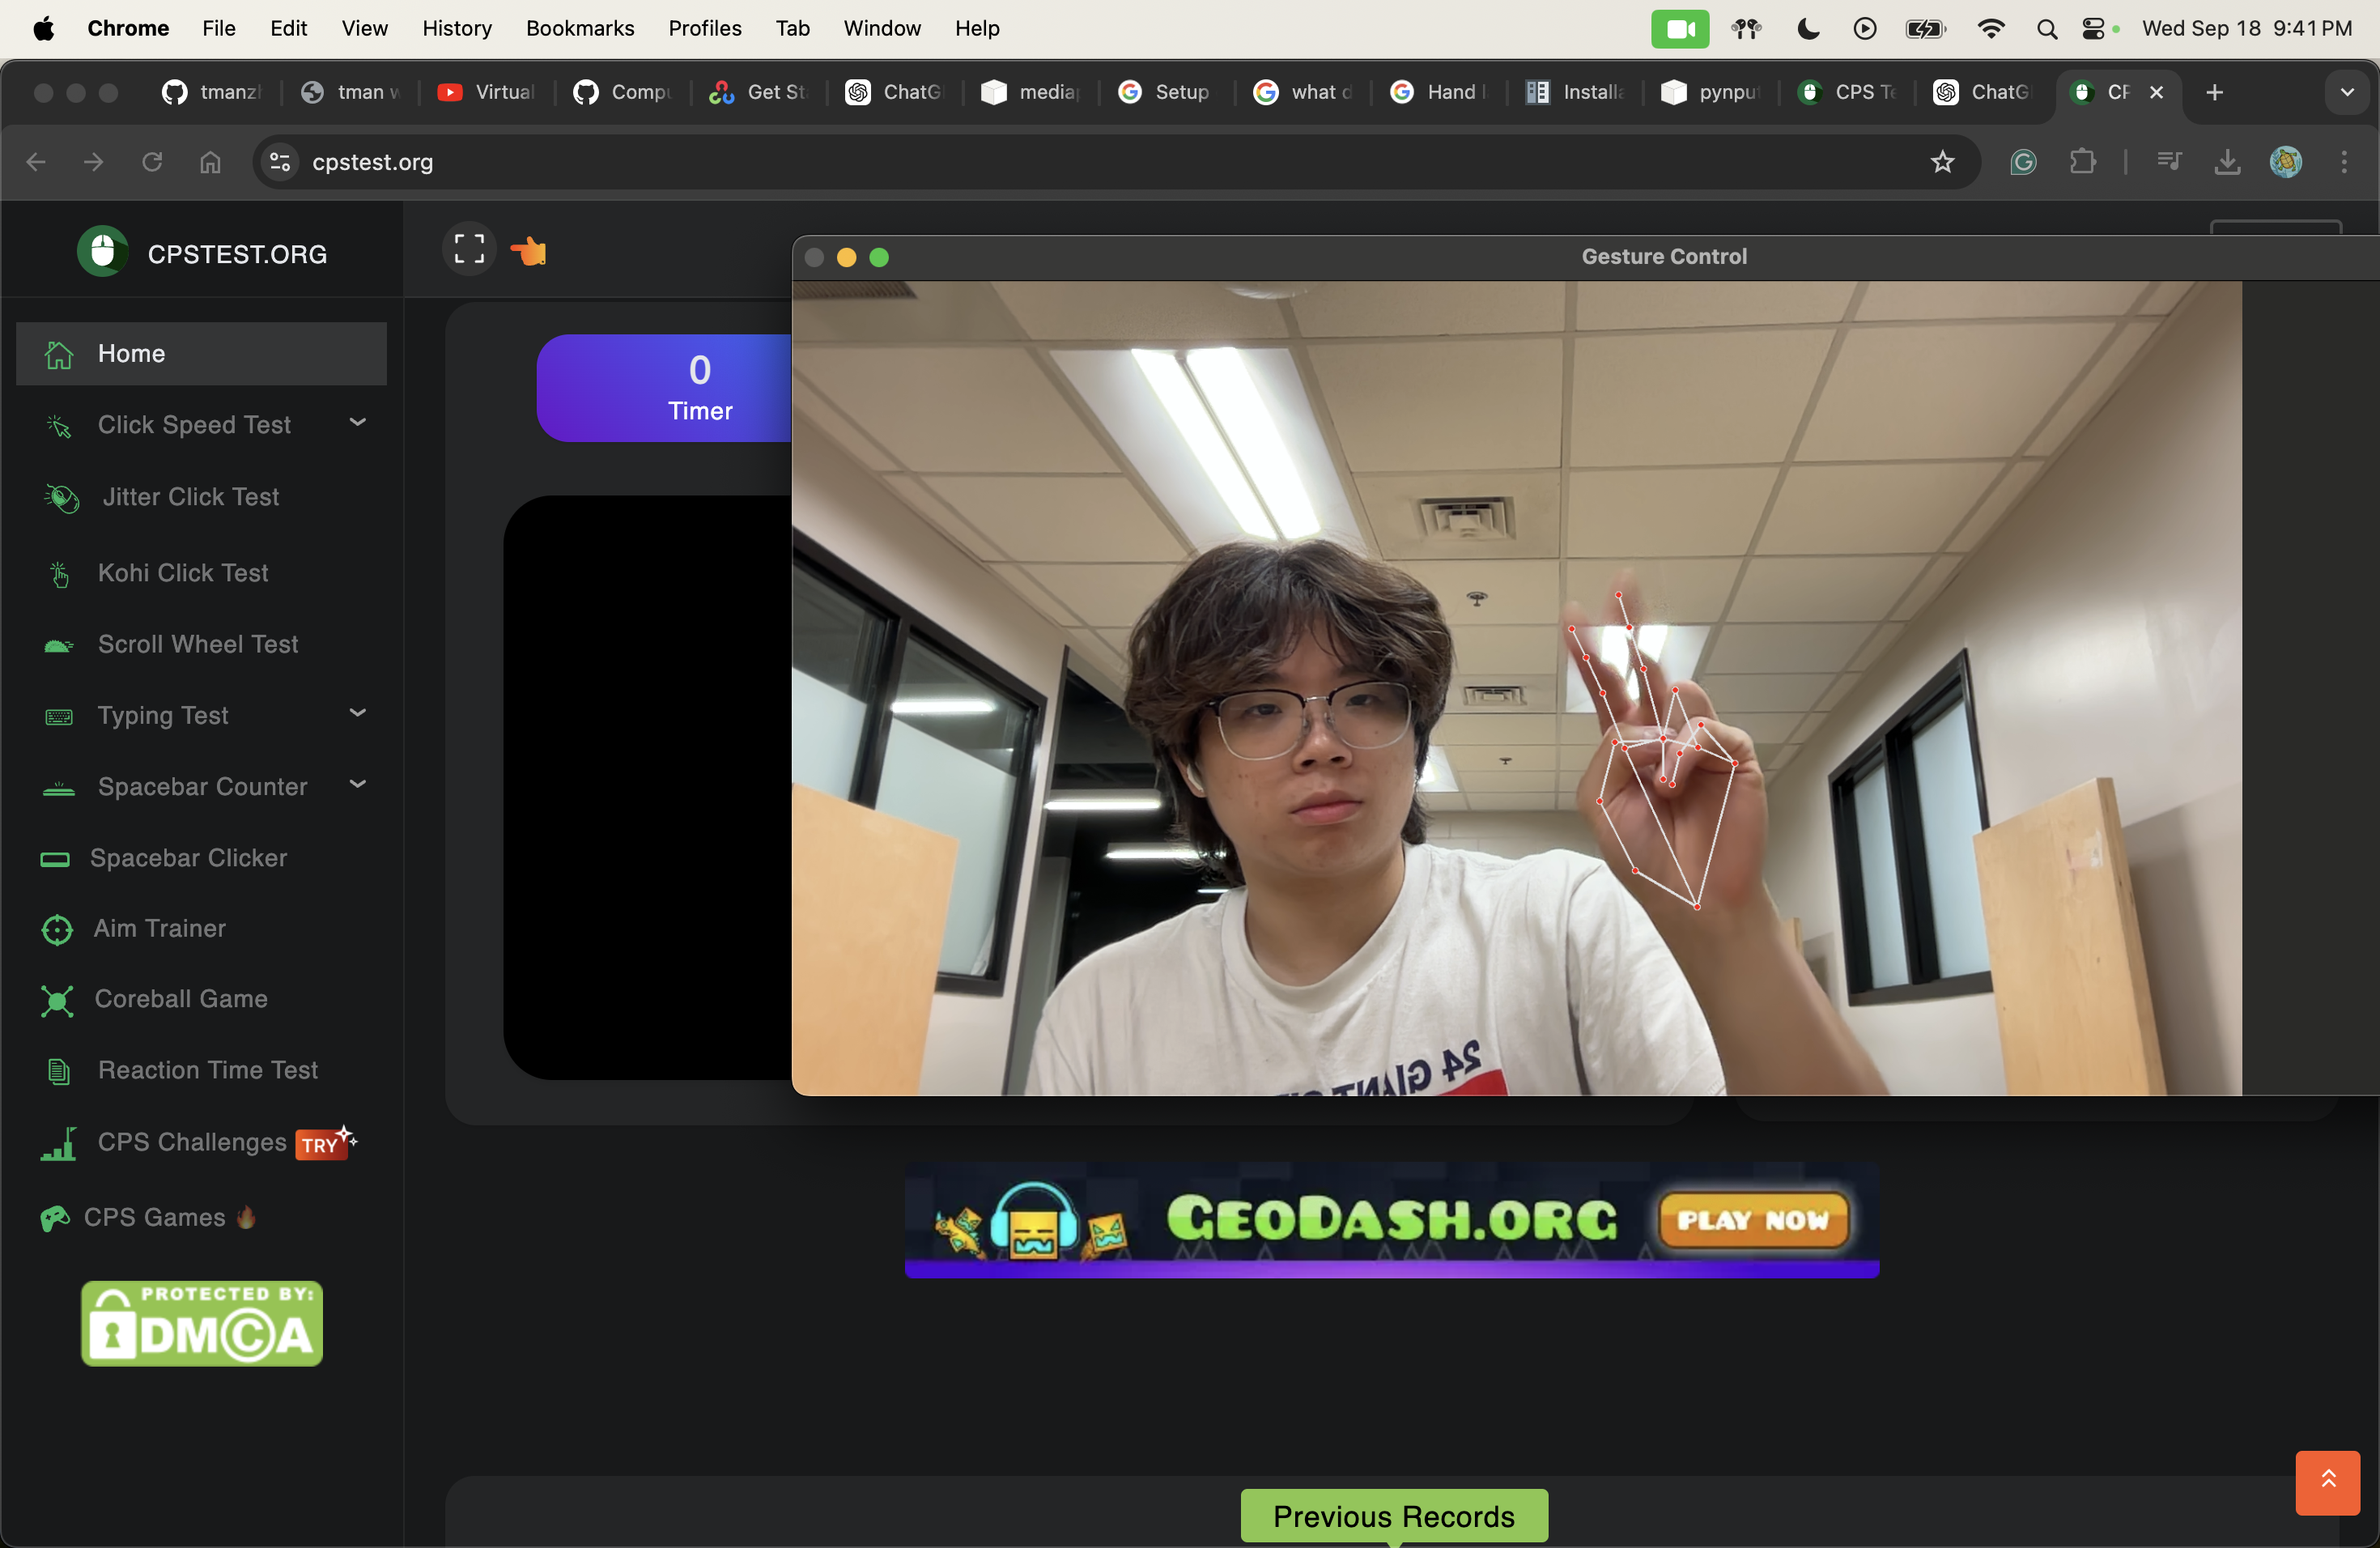 Chrome File Edit View History Bookmarks Profiles Tab Window Help Wed Sep 18 9:41 PM
tmanz tman Virtual Comp Get St ChatG media Setup what Hand Install pynpu CPS Te ChatG CP
cpstest.org
CPSTEST.ORG
Gesture Control
Home
0
Timer
Click Speed Test
Jitter Click Test
Kohi Click Test
Scroll Wheel Test
Typing Test
Spacebar Counter
Spacebar Clicker
Aim Trainer
Coreball Game
Reaction Time Test
CPS Challenges TRY
CPS Games
24 GIANT
GEODASH.ORG PLAY NOW
PROTECTED BY:
DMCA
Previous Records